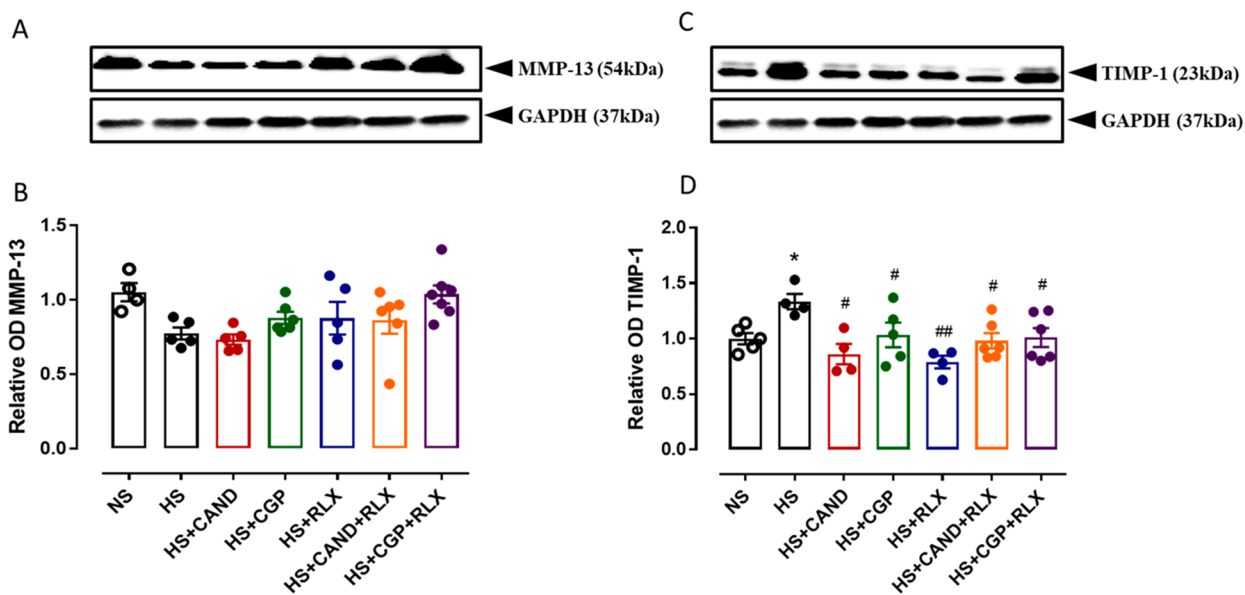 A
MMP-13 (54kDa)
GAPDH (37kDa)
B
Relative OD MMP-13
1.5
1.0
0.5
0.0
NS
HS
HS+CAND
HS+CGP
HS+RLX
HS+CAND+RLX
HS+CGP+RLX
C
TIMP-1 (23kDa)
GAPDH (37kDa)
D
Relative OD TIMP-1
2.0
1.5
1.0
0.5
0.0
*
#
#
##
#
#
NS
HS
HS+CAND
HS+CGP
HS+RLX
HS+CAND+RLX
HS+CGP+RLX